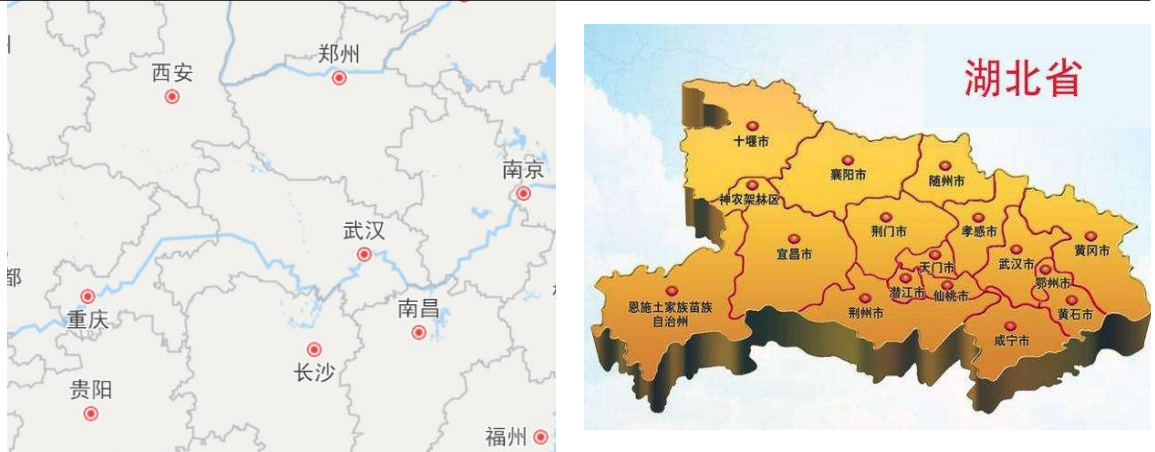 郑州
西安
南京
武汉
都
重庆
南昌
长沙
贵阳
福州
湖北省
十堰市
襄阳市
随州市
神农架林区
荆门市
孝感市
宜昌市
武汉市
黄冈市
天门市
鄂州市
潜江市
仙桃市
恩施土家族苗族
自治州
荆州市
黄石市
咸宁市